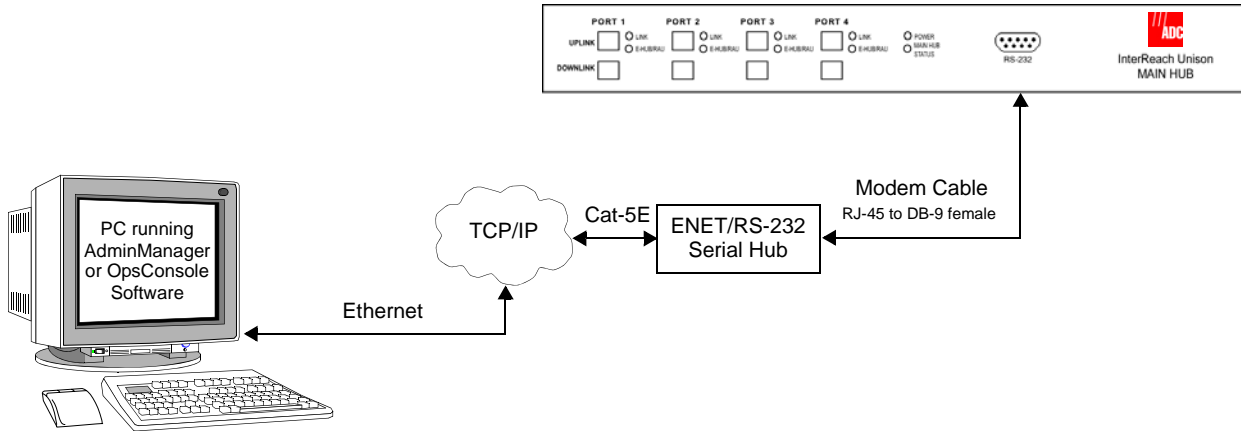 PORT 1 PORT 2 PORT 3 PORT 4
UPLINK LINK LINK LINK LINK POWER
E-HUB/RAU E-HUB/RAU E-HUB/RAU E-HUB/RAU MAIN HUB
STATUS
DOWNLINK
RS-232
ADC
InterReach Unison
MAIN HUB
Modem Cable
RJ-45 to DB-9 female
Cat-5E
TCP/IP
ENET/RS-232
Serial Hub
PC running
AdminManager
or OpsConsole
Software
Ethernet